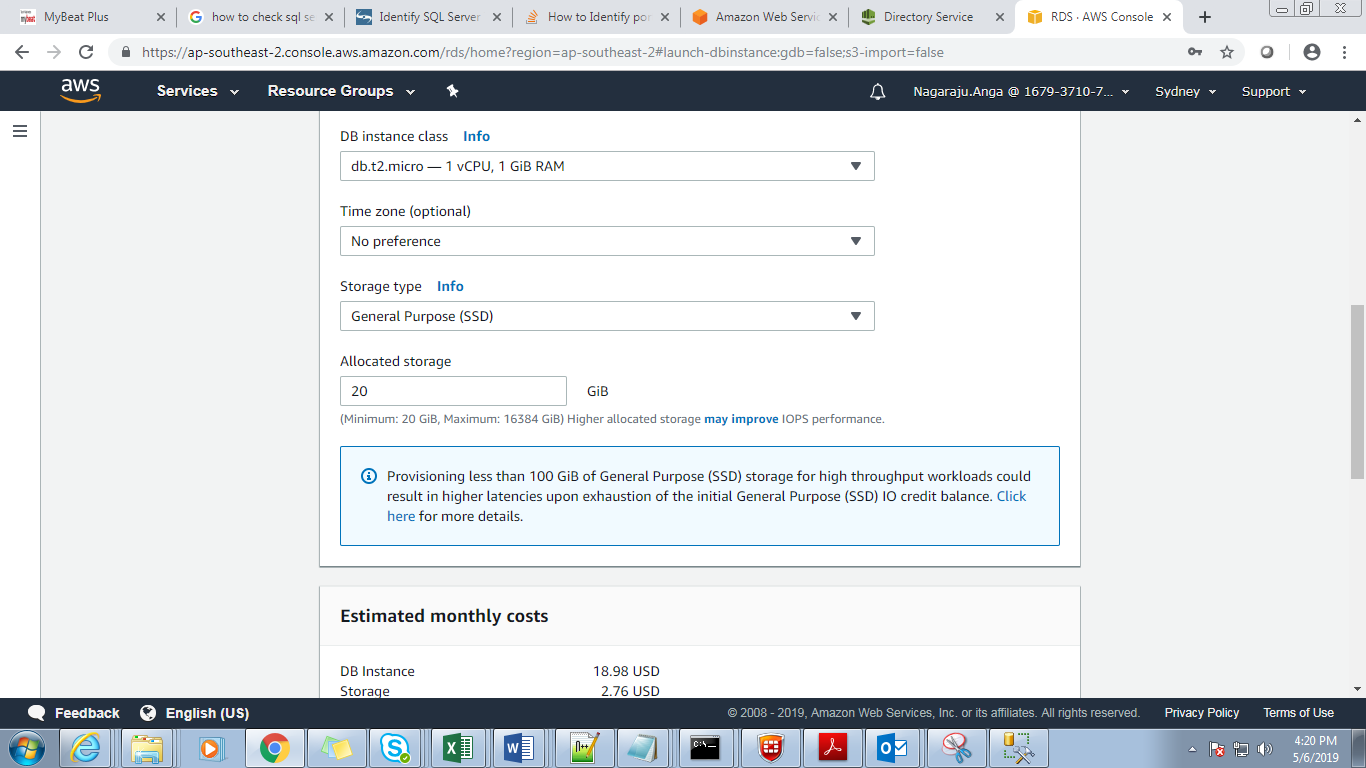 MyBeat Plus
how to check sql se
Identify SQL Server
How to Identify por
Amazon Web Servic
Directory Service
RDS · AWS Console
https://ap-southeast-2.console.aws.amazon.com/rds/home?region=ap-southeast-2#launch-dbinstance:gdb=false;s3-import=false
aws
Services
Resource Groups
Nagaraju.Anga @ 1679-3710-7...
Sydney
Support
DB instance class Info
db.t2.micro — 1 vCPU, 1 GiB RAM
Time zone (optional)
No preference
Storage type Info
General Purpose (SSD)
Allocated storage
20 GiB
(Minimum: 20 GiB, Maximum: 16384 GiB) Higher allocated storage may improve IOPS performance.
Provisioning less than 100 GiB of General Purpose (SSD) storage for high throughput workloads could
result in higher latencies upon exhaustion of the initial General Purpose (SSD) IO credit balance. Click
here for more details.
Estimated monthly costs
DB Instance 18.98 USD
Storage 2.76 USD
Feedback
English (US)
© 2008 - 2019, Amazon Web Services, Inc. or its affiliates. All rights reserved.
Privacy Policy
Terms of Use
4:20 PM
5/6/2019